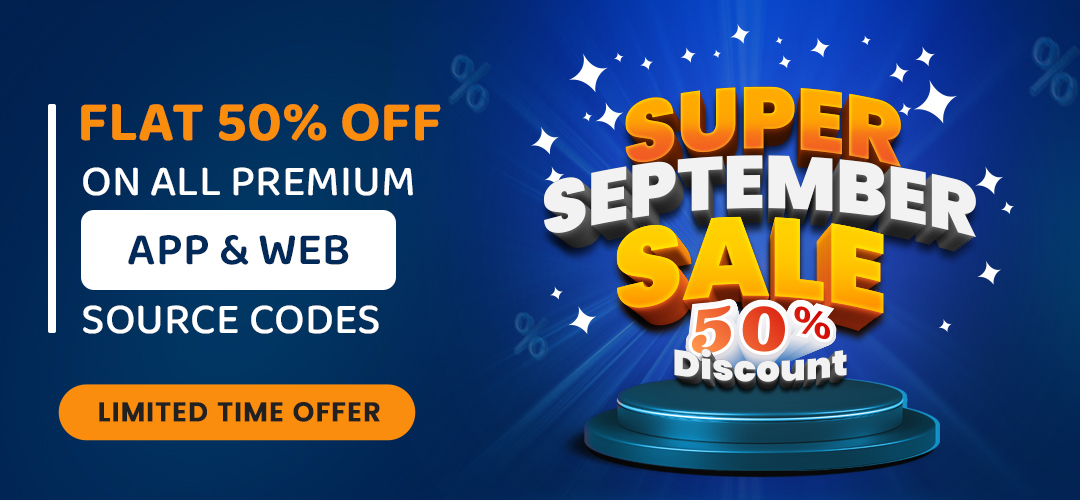 FLAT 50% OFF
ON ALL PREMIUM
APP & WEB
SOURCE CODES
LIMITED TIME OFFER
SUPER
SEPTEMBER
SALE
50%
Discount
%
%
%